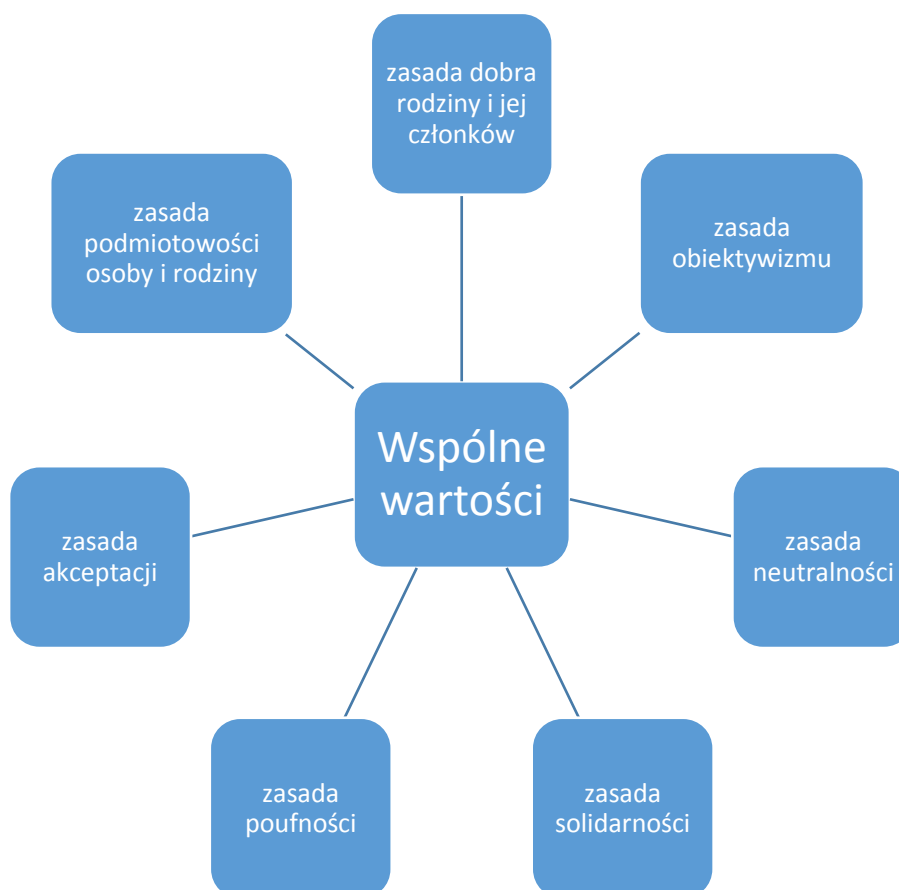 zasada dobra
rodziny i jej
członków
zasada
podmiotowości
osoby i rodziny
zasada
obiektywizmu
Wspólne
wartości
zasada
akceptacji
zasada
neutralności
zasada
poufności
zasada
solidarności